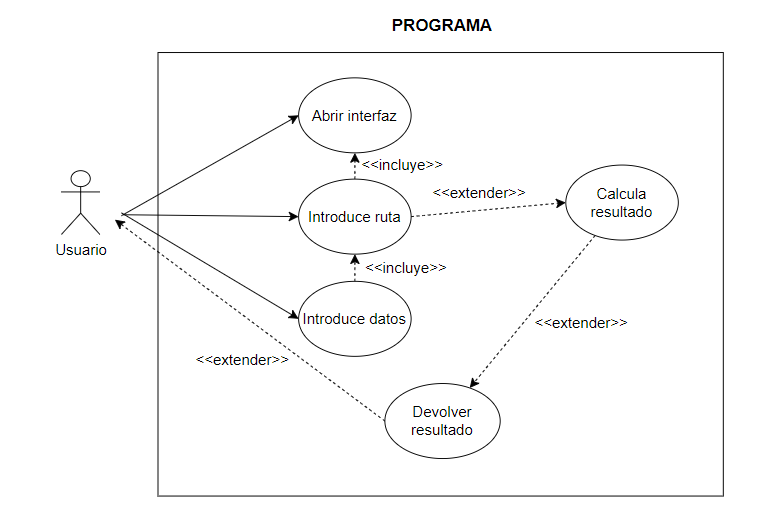 PROGRAMA
Abrir interfaz
<<incluye>>
<<extender>>
Calcula
resultado
Introduce ruta
Usuario
<<incluye>>
Introduce datos
<<extender>>
<<extender>>
Devolver
resultado